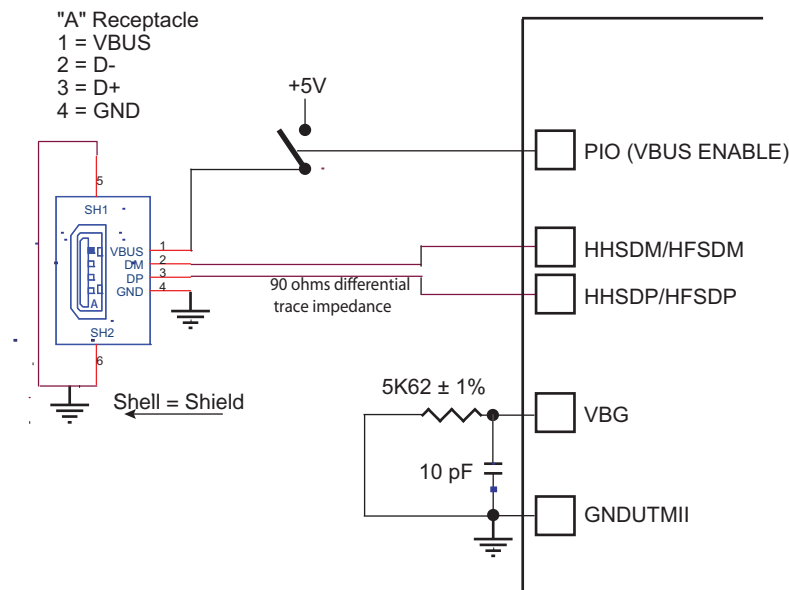 "A" Receptacle
1 = VBUS
2 = D-
3 = D+
4 = GND
+5V
PIO (VBUS ENABLE)
5
SH1
VBUS 1
DM 2
DP 3
GND 4
A
SH2
6
HHSDM/HFSDM
90 ohms differential
trace impedance
HHSDP/HFSDP
Shell = Shield
5K62 ± 1%
VBG
10 pF
GNDUTMII